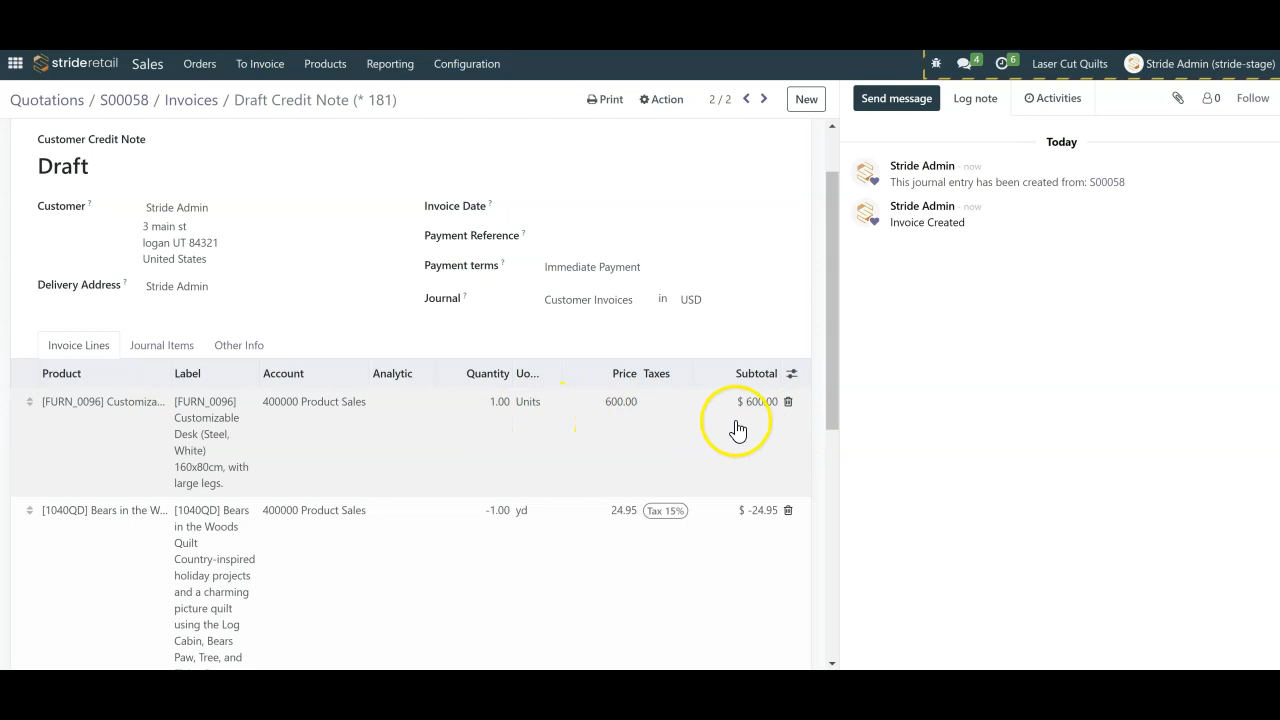 strideretail Sales Orders To Invoice Products Reporting Configuration 4 6 Laser Cut Quilts Stride Admin (stride-stage)
Quotations / S00058 / Invoices / Draft Credit Note (* 181) Print Action 2 / 2 New Send message Log note Activities 0 Follow
Customer Credit Note
Draft
Customer ? Stride Admin
3 main st
logan UT 84321
United States
Delivery Address ? Stride Admin
Invoice Date ?
Payment Reference ?
Payment terms ? Immediate Payment
Journal ? Customer Invoices in USD
Invoice Lines Journal Items Other Info
Product Label Account Analytic Quantity Uo... Price Taxes Subtotal
[FURN_0096] Customiza... [FURN_0096] 400000 Product Sales 1.00 Units 600.00 $ 600.00
Customizable
Desk (Steel,
White)
160x80cm, with
large legs.
[1040QD] Bears in the W... [1040QD] Bears 400000 Product Sales -1.00 yd 24.95 Tax 15% $ -24.95
in the Woods
Quilt
Country-inspired
holiday projects
and a charming
picture quilt
using the Log
Cabin, Bears
Paw, Tree, and
Today
Stride Admin - now
This journal entry has been created from: S00058
Stride Admin - now
Invoice Created